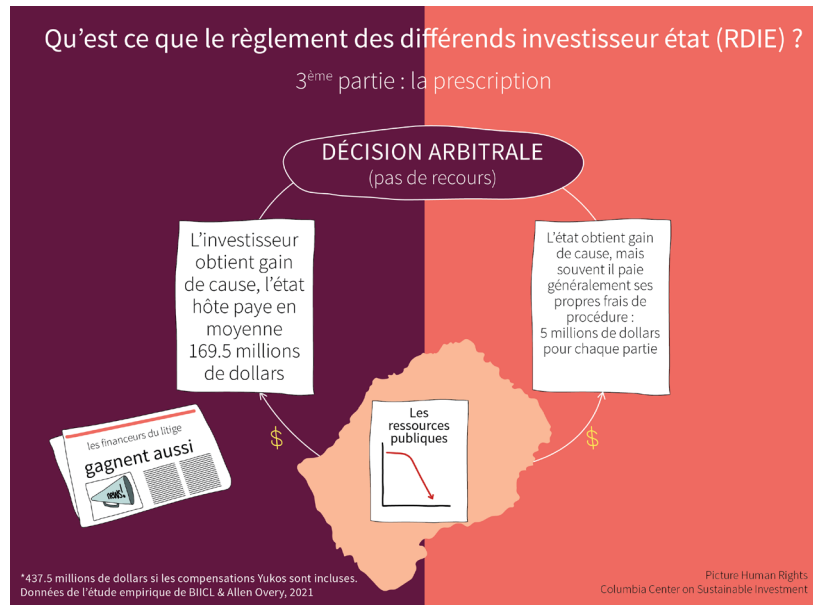 Qu’est ce que le règlement des différends investisseur état (RDIE) ?
3ème partie : la prescription
DÉCISION ARBITRALE
(pas de recours)
L’investisseur
obtient gain
de cause, l’état
hôte paye en
moyenne
169.5 millions
de dollars
L’état obtient gain
de cause, mais
souvent il paie
généralement ses
propres frais de
procédure :
5 millions de dollars
pour chaque partie
Les
ressources
publiques
$
$
les financeurs du litige
gagnent aussi
news!
*437.5 millions de dollars si les compensations Yukos sont incluses.
Données de l’étude empirique de BIICL & Allen Overy, 2021
Picture Human Rights
Columbia Center on Sustainable Investment